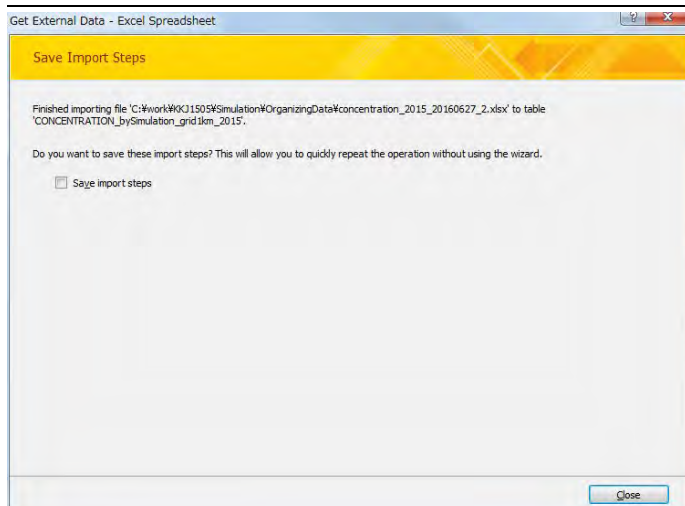 Get External Data - Excel Spreadsheet
Save Import Steps
Finished importing file 'C:¥work¥KKJ1505¥Simulation¥OrganizingData¥concentration_2015_20160627_2.xlsx' to table
'CONCENTRATION_bySimulation_grid1km_2015'.
Do you want to save these import steps? This will allow you to quickly repeat the operation without using the wizard.
Save import steps
Close